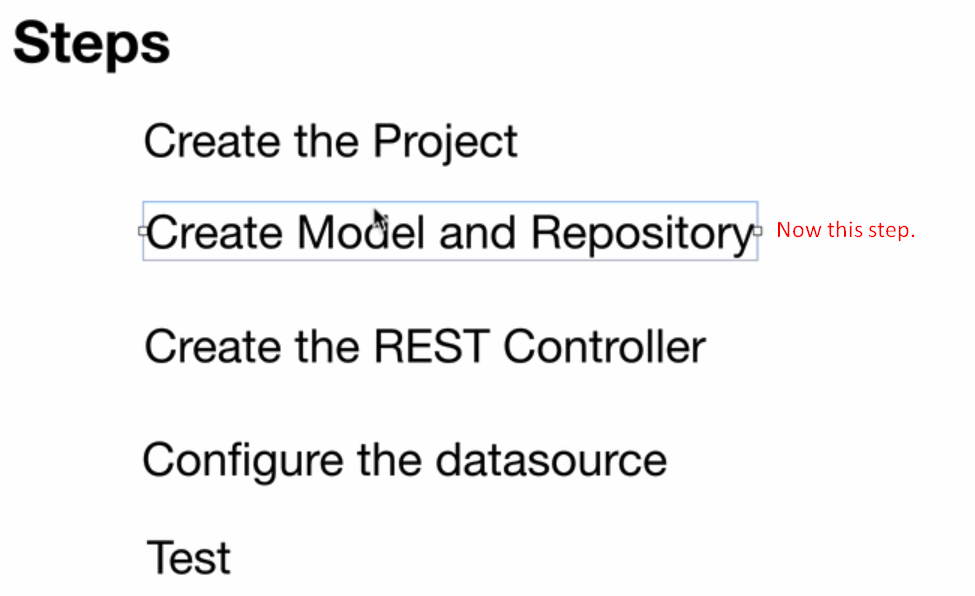 Steps
Create the Project
Create Model and Repository Now this step.
Create the REST Controller
Configure the datasource
Test